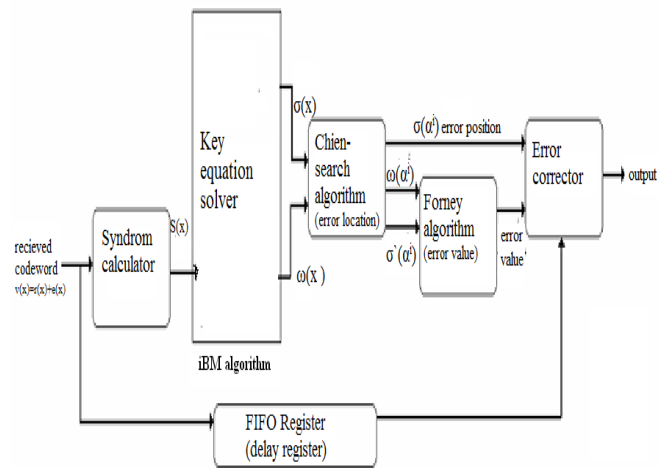 recieved
codeword
v(x)=r(x)+e(x)
Syndrom
calculator
S(x)
Key
equation
solver
iBM algorithm
σ(x)
ω(x )
Chien-
search
algorithm
(error location)
σ(αⁱ) error position
ω(αⁱ)
σ`(αⁱ)
Forney
algorithm
(error value)
error
value
Error
corrector
output
FIFO Register
(delay register)